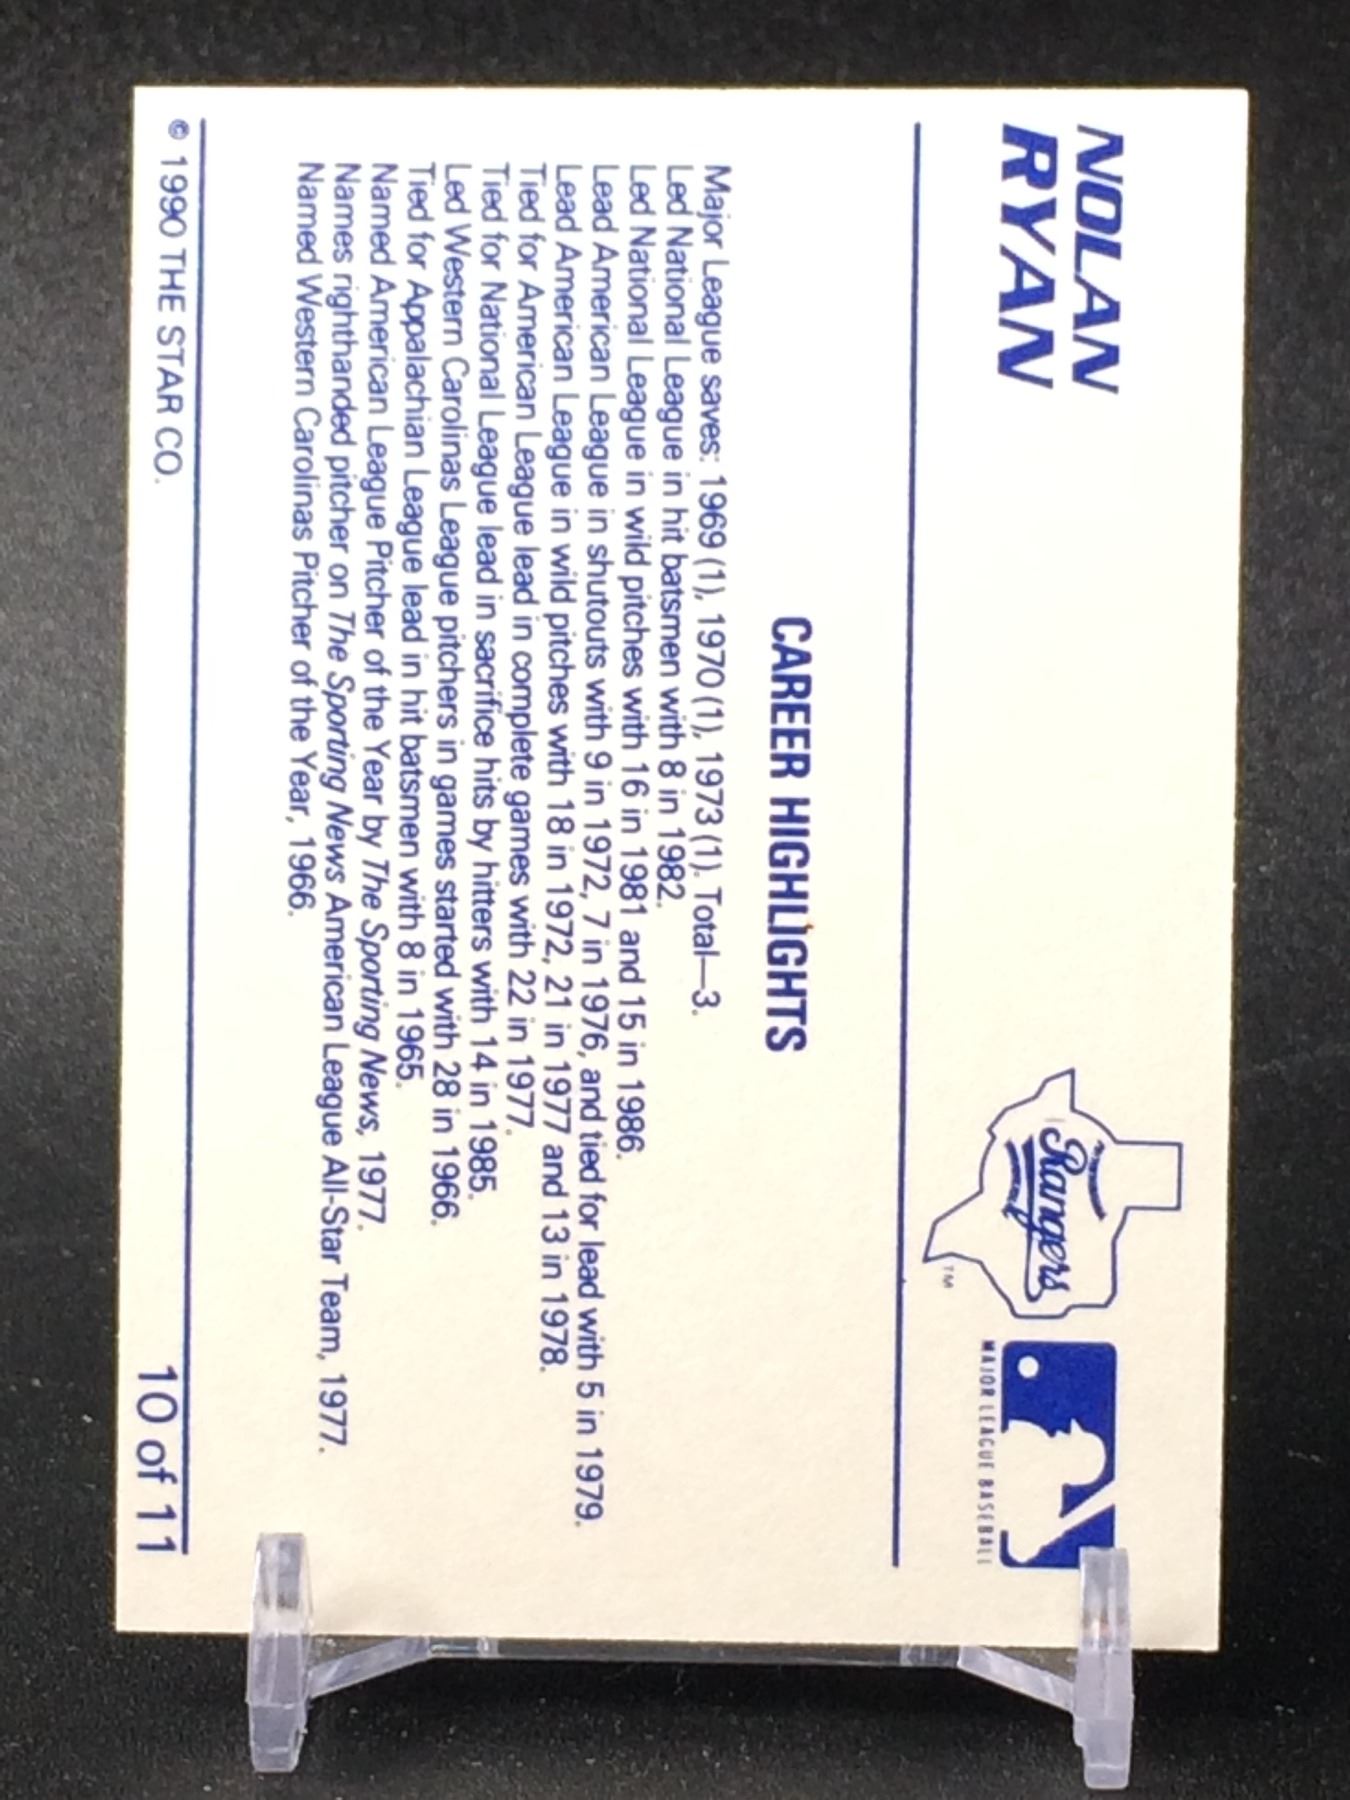 NOLAN
RYAN
Rangers
TM
MAJOR LEAGUE BASEBALL
CAREER HIGHLIGHTS
Major League saves: 1969 (1), 1970 (1), 1973 (1). Total—3.
Led National League in hit batsmen with 8 in 1982.
Led National League in wild pitches with 16 in 1981 and 15 in 1986.
Lead American League in shutouts with 9 in 1972, 7 in 1976, and tied for lead with 5 in 1979.
Lead American League in wild pitches with 18 in 1972, 21 in 1977 and 13 in 1978.
Tied for American League lead in complete games with 22 in 1977.
Tied for National League lead in sacrifice hits by hitters with 14 in 1985.
Led Western Carolinas League pitchers in games started with 28 in 1966.
Tied for Appalachian League lead in hit batsmen with 8 in 1965.
Named American League Pitcher of the Year by The Sporting News, 1977.
Names righthanded pitcher on The Sporting News American League All-Star Team, 1977.
Named Western Carolinas Pitcher of the Year, 1966.
© 1990 THE STAR CO.
10 of 11